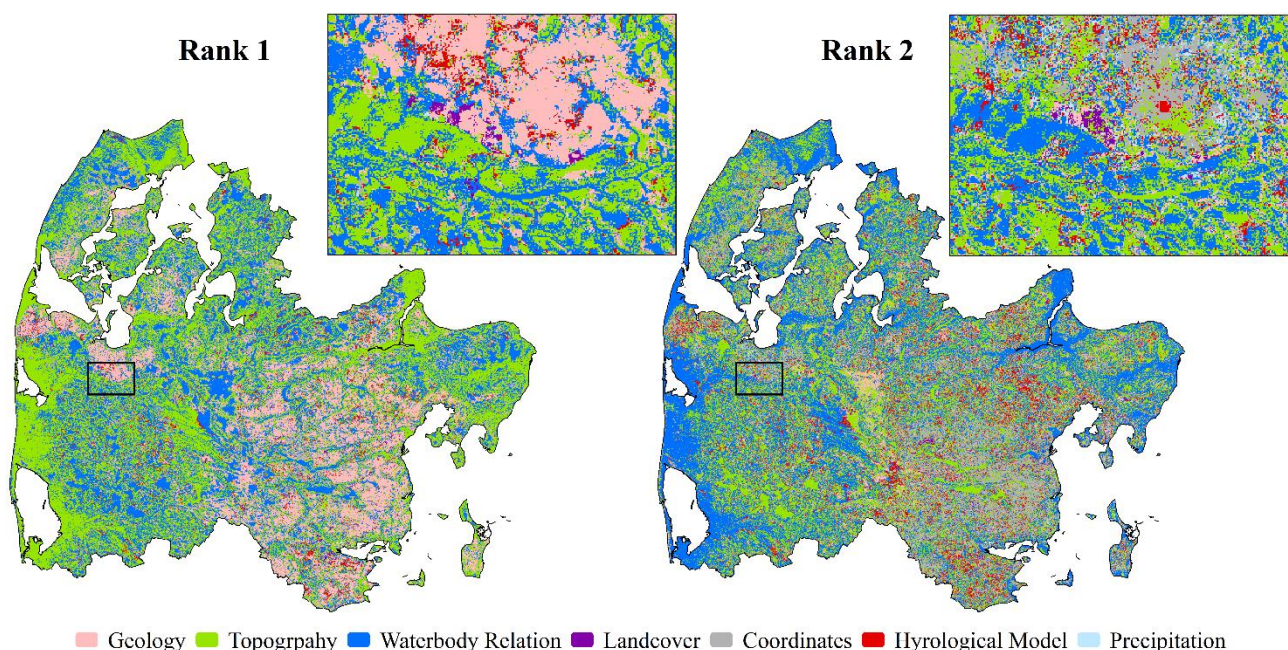 Rank 1
Rank 2
Geology Topogrpahy Waterbody Relation Landcover Coordinates Hyrological Model Precipitation